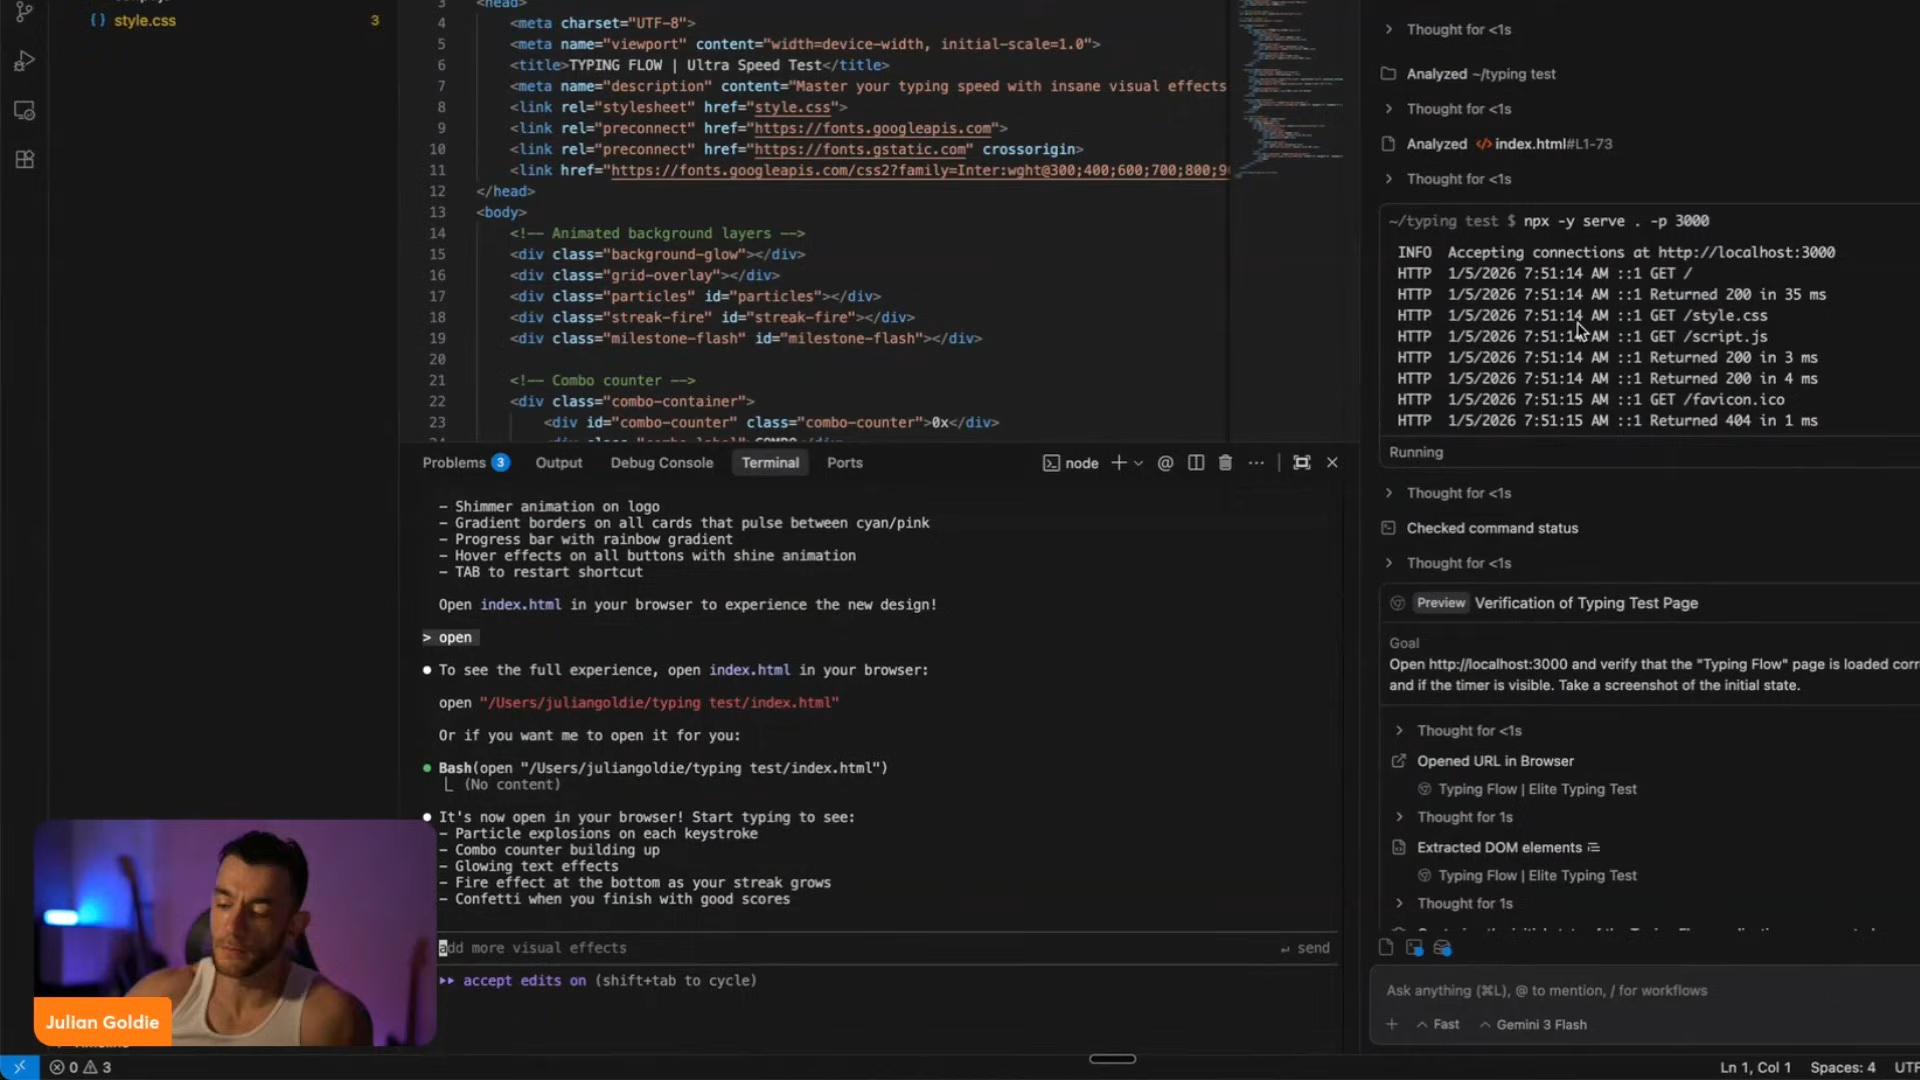 style.css
3
3 <head>
4 <meta charset="UTF-8">
5 <meta name="viewport" content="width=device-width, initial-scale=1.0">
6 <title>TYPING FLOW | Ultra Speed Test</title>
7 <meta name="description" content="Master your typing speed with insane visual effects
8 <link rel="stylesheet" href="style.css">
9 <link rel="preconnect" href="https://fonts.googleapis.com">
10 <link rel="preconnect" href="https://fonts.gstatic.com" crossorigin>
11 <link href="https://fonts.googleapis.com/css2?family=Inter:wght@300;400;600;700;800;9
12 </head>
13 <body>
14 <!-- Animated background layers -->
15 <div class="background-glow"></div>
16 <div class="grid-overlay"></div>
17 <div class="particles" id="particles"></div>
18 <div class="streak-fire" id="streak-fire"></div>
19 <div class="milestone-flash" id="milestone-flash"></div>
20
21 <!-- Combo counter -->
22 <div class="combo-container">
23 <div id="combo-counter" class="combo-counter">0x</div>
Problems 3 Output Debug Console Terminal Ports
node
- Shimmer animation on logo
- Gradient borders on all cards that pulse between cyan/pink
- Progress bar with rainbow gradient
- Hover effects on all buttons with shine animation
- TAB to restart shortcut
Open index.html in your browser to experience the new design!
> open
● To see the full experience, open index.html in your browser:
open "/Users/juliangoldie/typing test/index.html"
Or if you want me to open it for you:
● Bash(open "/Users/juliangoldie/typing test/index.html")
(No content)
● It's now open in your browser! Start typing to see:
- Particle explosions on each keystroke
- Combo counter building up
- Glowing text effects
- Fire effect at the bottom as your streak grows
- Confetti when you finish with good scores
add more visual effects
↵ send
accept edits on (shift+tab to cycle)
Thought for <1s
Analyzed ~/typing test
Thought for <1s
Analyzed index.html#L1-73
Thought for <1s
~/typing test $ npx -y serve . -p 3000
INFO Accepting connections at http://localhost:3000
HTTP 1/5/2026 7:51:14 AM ::1 GET /
HTTP 1/5/2026 7:51:14 AM ::1 Returned 200 in 35 ms
HTTP 1/5/2026 7:51:14 AM ::1 GET /style.css
HTTP 1/5/2026 7:51:14 AM ::1 GET /script.js
HTTP 1/5/2026 7:51:14 AM ::1 Returned 200 in 3 ms
HTTP 1/5/2026 7:51:14 AM ::1 Returned 200 in 4 ms
HTTP 1/5/2026 7:51:15 AM ::1 GET /favicon.ico
HTTP 1/5/2026 7:51:15 AM ::1 Returned 404 in 1 ms
Running
Thought for <1s
Checked command status
Thought for <1s
Preview Verification of Typing Test Page
Goal
Open http://localhost:3000 and verify that the "Typing Flow" page is loaded corr
and if the timer is visible. Take a screenshot of the initial state.
Thought for <1s
Opened URL in Browser
Typing Flow | Elite Typing Test
Thought for 1s
Extracted DOM elements
Typing Flow | Elite Typing Test
Thought for 1s
Ask anything (⌘L), @ to mention, / for workflows
Fast Gemini 3 Flash
Julian Goldie
0 3
Ln 1, Col 1 Spaces: 4 UTF